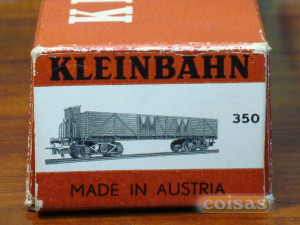 KLEINBAHN
350
MADE IN AUSTRIA
coisas